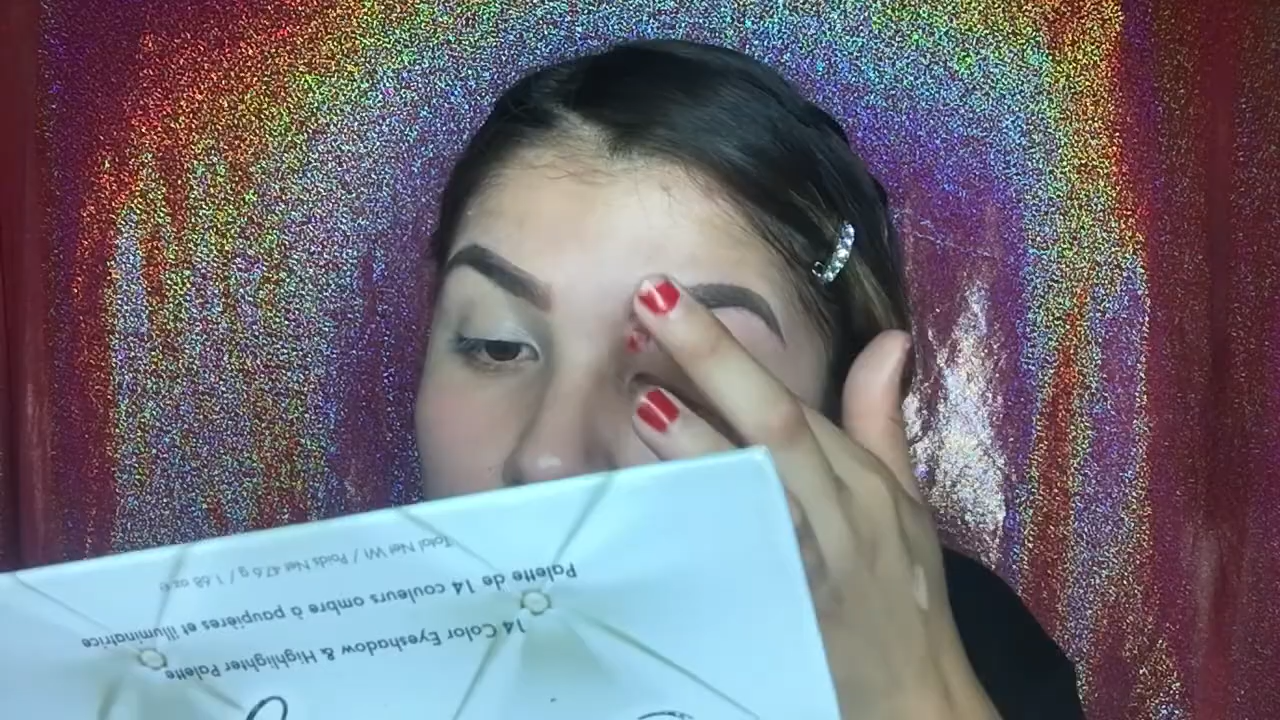 14 Color Eyeshadow & Highlighter Palette
Palette de 14 couleurs ombre à paupières et illuminatrice
Total Net Wt / Poids Net 47.6 g / 1.68 oz e